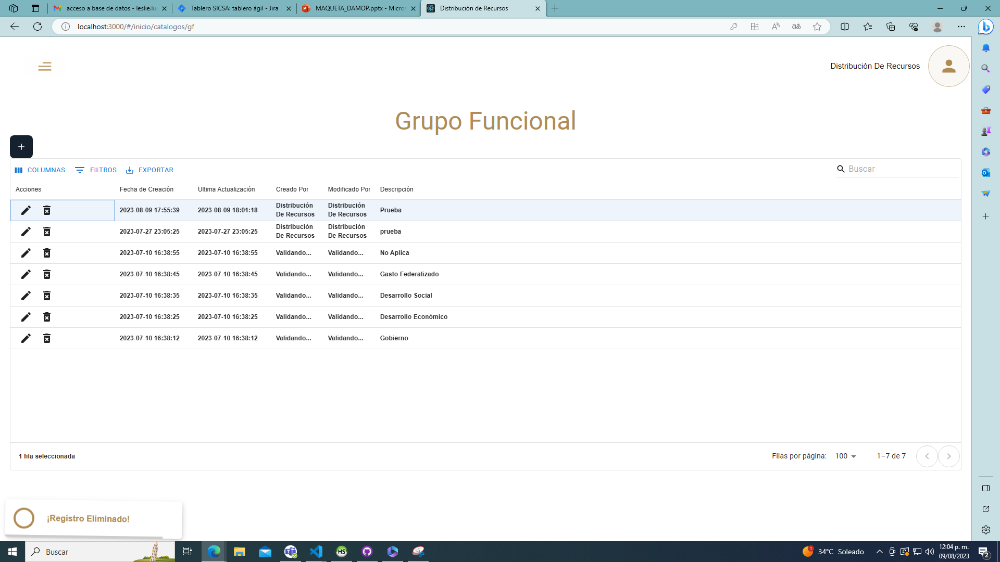 acceso a base de datos - leslie.lu
Tablero SICSA: tablero ágil - Jira
MAQUETA_DAMOP.pptx - Micros
Distribución de Recursos
localhost:3000/#/inicio/catalogos/gf
Distribución De Recursos
Grupo Funcional
+
COLUMNAS FILTROS EXPORTAR Buscar
Acciones Fecha de Creación Ultima Actualización Creado Por Modificado Por Descripción
2023-08-09 17:55:39 2023-08-09 18:01:18 Distribución De Recursos Distribución De Recursos Prueba
2023-07-27 23:05:25 2023-07-27 23:05:25 Distribución De Recursos Distribución De Recursos prueba
2023-07-10 16:38:55 2023-07-10 16:38:55 Validando... Validando... No Aplica
2023-07-10 16:38:45 2023-07-10 16:38:45 Validando... Validando... Gasto Federalizado
2023-07-10 16:38:35 2023-07-10 16:38:35 Validando... Validando... Desarrollo Social
2023-07-10 16:38:25 2023-07-10 16:38:25 Validando... Validando... Desarrollo Económico
2023-07-10 16:38:12 2023-07-10 16:38:12 Validando... Validando... Gobierno
1 fila seleccionada Filas por página: 100 1–7 de 7
¡Registro Eliminado!
Buscar
HS
1 34°C Soleado
12:04 p. m.
09/08/2023
2